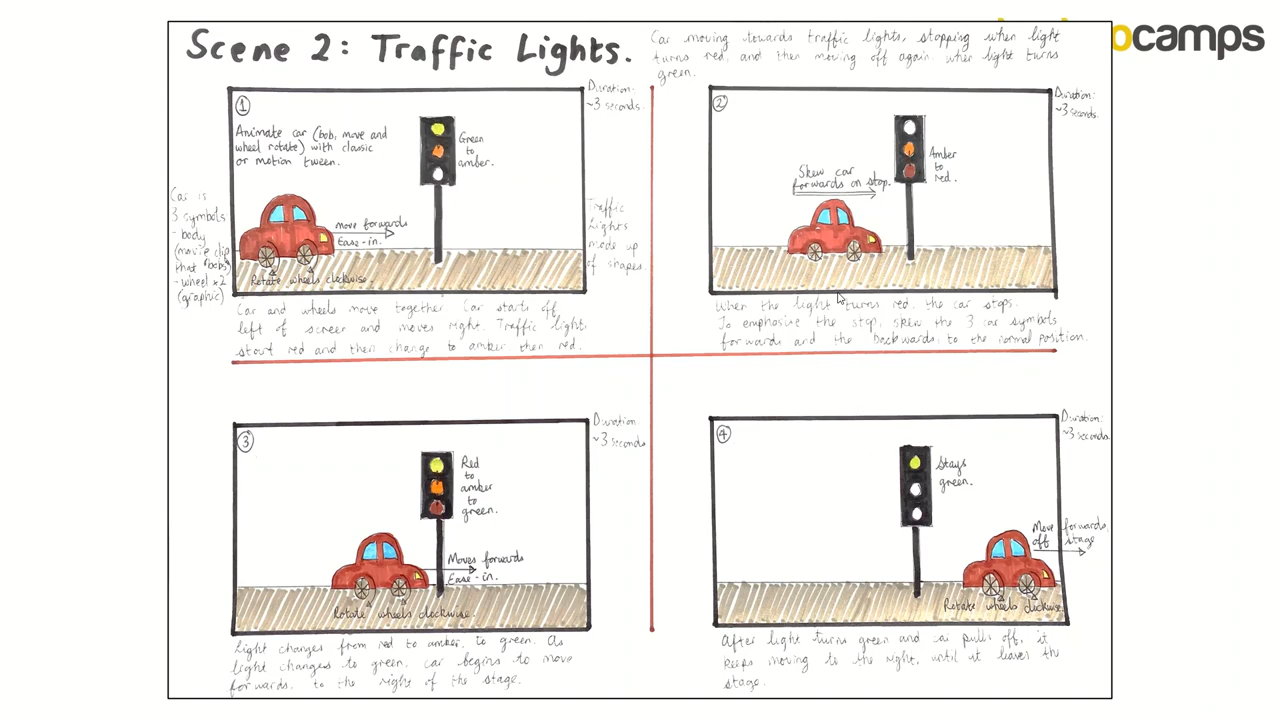 Scene 2: Traffic Lights.
Car moving towards traffic lights, stopping when light
turns red, and then moving off again when light turns
green.
ocamps
1
Duration:
~3 seconds.
Animate car (bob, move and
wheel rotate) with classic
or motion tween.
Green
to
amber.
Car is
3 symbols
- body
(movie clip
that bobs)
- wheel x2
(graphic)
move forwards
Ease-in.
Rotate wheels clockwise.
Traffic
Lights
made up
of shapes.
Car and wheels move together. Car starts off
left of screen and moves right. Traffic light
start red and then change to amber then red.
2
Duration:
~3 seconds.
Skew car
forwards on stop.
Amber
to
red.
When the light turns red, the car stops.
To emphasise the stop, skew the 3 car symbols
forwards and the backwards, to the normal position.
3
Duration
~3 seconds
Red
to
amber
to
green.
Moves forwards
Ease-in.
Rotate wheels clockwise.
Light changes from red to amber, to green. As
light changes to green, car begins to move
forwards, to the right of the stage.
4
Duration:
~3 seconds
Stays
green.
Move forwards
off stage
Rotate wheels clockwise.
After light turns green and car pulls off, it
keeps moving to the right, until it leaves the
stage.